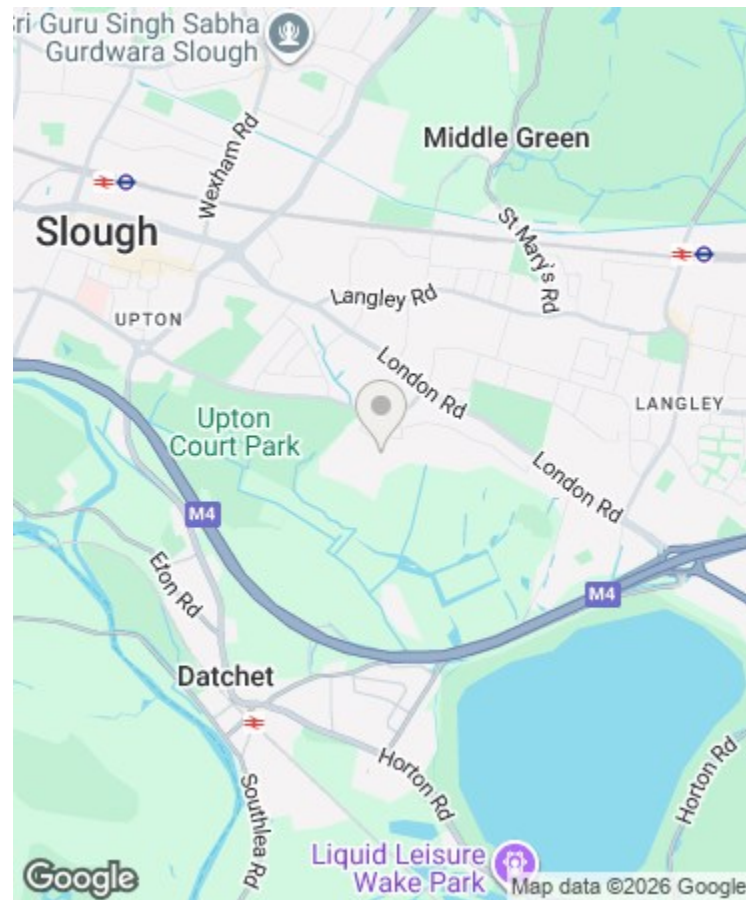 Sri Guru Singh Sabha
Gurdwara Slough
Wexham Rd
Middle Green
Slough
St Mary's Rd
Langley Rd
UPTON
London Rd
LANGLEY
Upton
Court Park
London Rd
M4
Eton Rd
M4
Datchet
Horton Rd
Horton Rd
Southlea Rd
Liquid Leisure
Wake Park
Google
Map data ©2026 Google